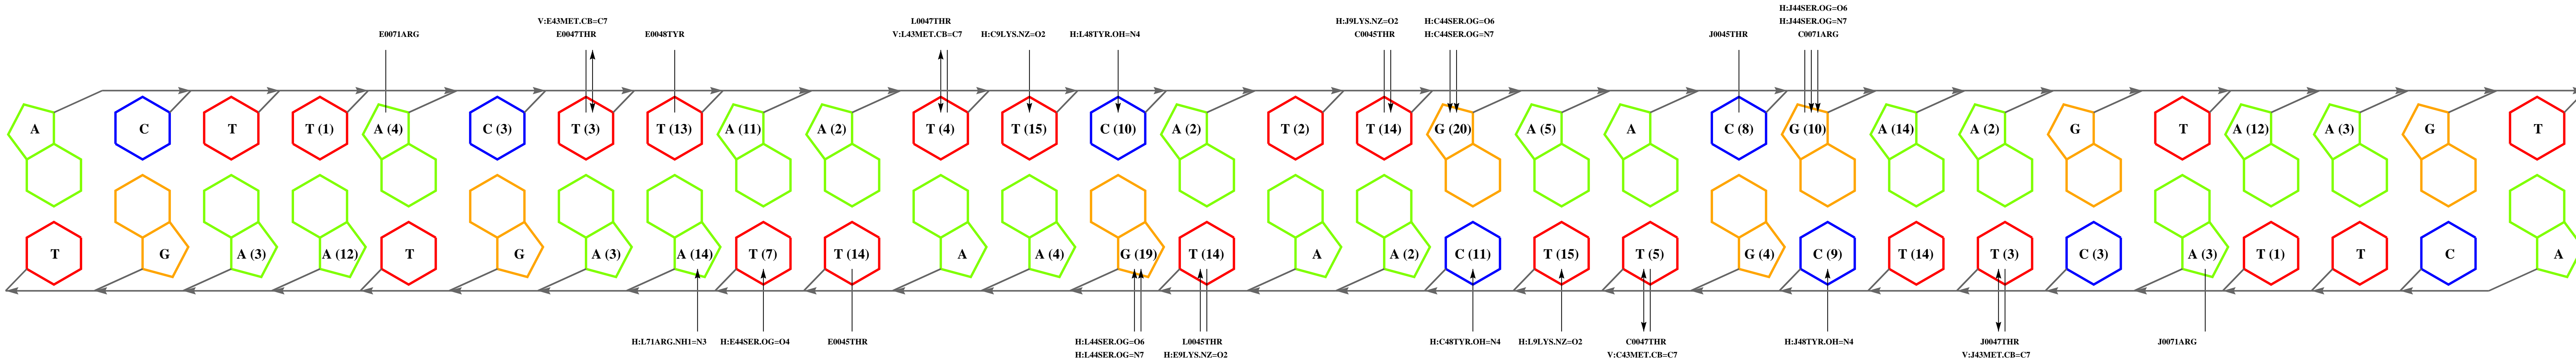 H:J44SER.OG=O6
V:E43MET.CB=C7 L0047THR H:J9LYS.NZ=O2 H:C44SER.OG=O6 H:J44SER.OG=N7
E0071ARG E0047THR E0048TYR V:L43MET.CB=C7 H:C9LYS.NZ=O2 H:L48TYR.OH=N4 C0045THR H:C44SER.OG=N7 J0045THR C0071ARG
A C T T (1) A (4) C (3) T (3) T (13) A (11) A (2) T (4) T (15) C (10) A (2) T (2) T (14) G (20) A (5) A C (8) G (10) A (14) A (2) G T A (12) A (3) G T
T G A (3) A (12) T G A (3) A (14) T (7) T (14) A A (4) G (19) T (14) A A (2) C (11) T (15) T (5) G (4) C (9) T (14) T (3) C (3) A (3) T (1) T C A
H:L71ARG.NH1=N3 H:E44SER.OG=O4 E0045THR H:L44SER.OG=O6 L0045THR H:C48TYR.OH=N4 H:L9LYS.NZ=O2 C0047THR H:J48TYR.OH=N4 J0047THR J0071ARG
H:L44SER.OG=N7 H:E9LYS.NZ=O2 V:C43MET.CB=C7 V:J43MET.CB=C7